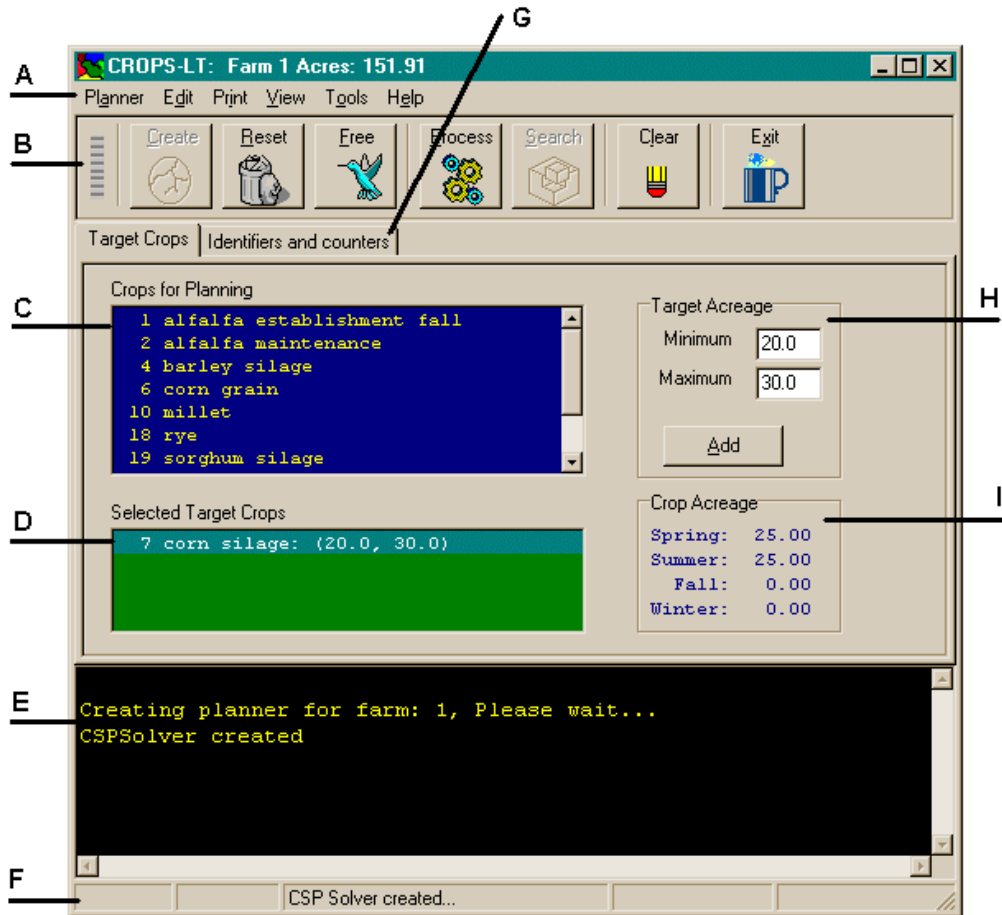 G
CROPS-LT: Farm 1 Acres: 151.91
A
Planner Edit Print View Tools Help
B
Create Reset Free Process Search Clear Exit
Target Crops Identifiers and counters
Crops for Planning
C
1 alfalfa establishment fall
2 alfalfa maintenance
4 barley silage
6 corn grain
10 millet
18 rye
19 sorghum silage
H
Target Acreage
Minimum 20.0
Maximum 30.0
Add
D
Selected Target Crops
7 corn silage: (20.0, 30.0)
I
Crop Acreage
Spring: 25.00
Summer: 25.00
Fall: 0.00
Winter: 0.00
E
Creating planner for farm: 1, Please wait...
CSPSolver created
F
CSP Solver created...